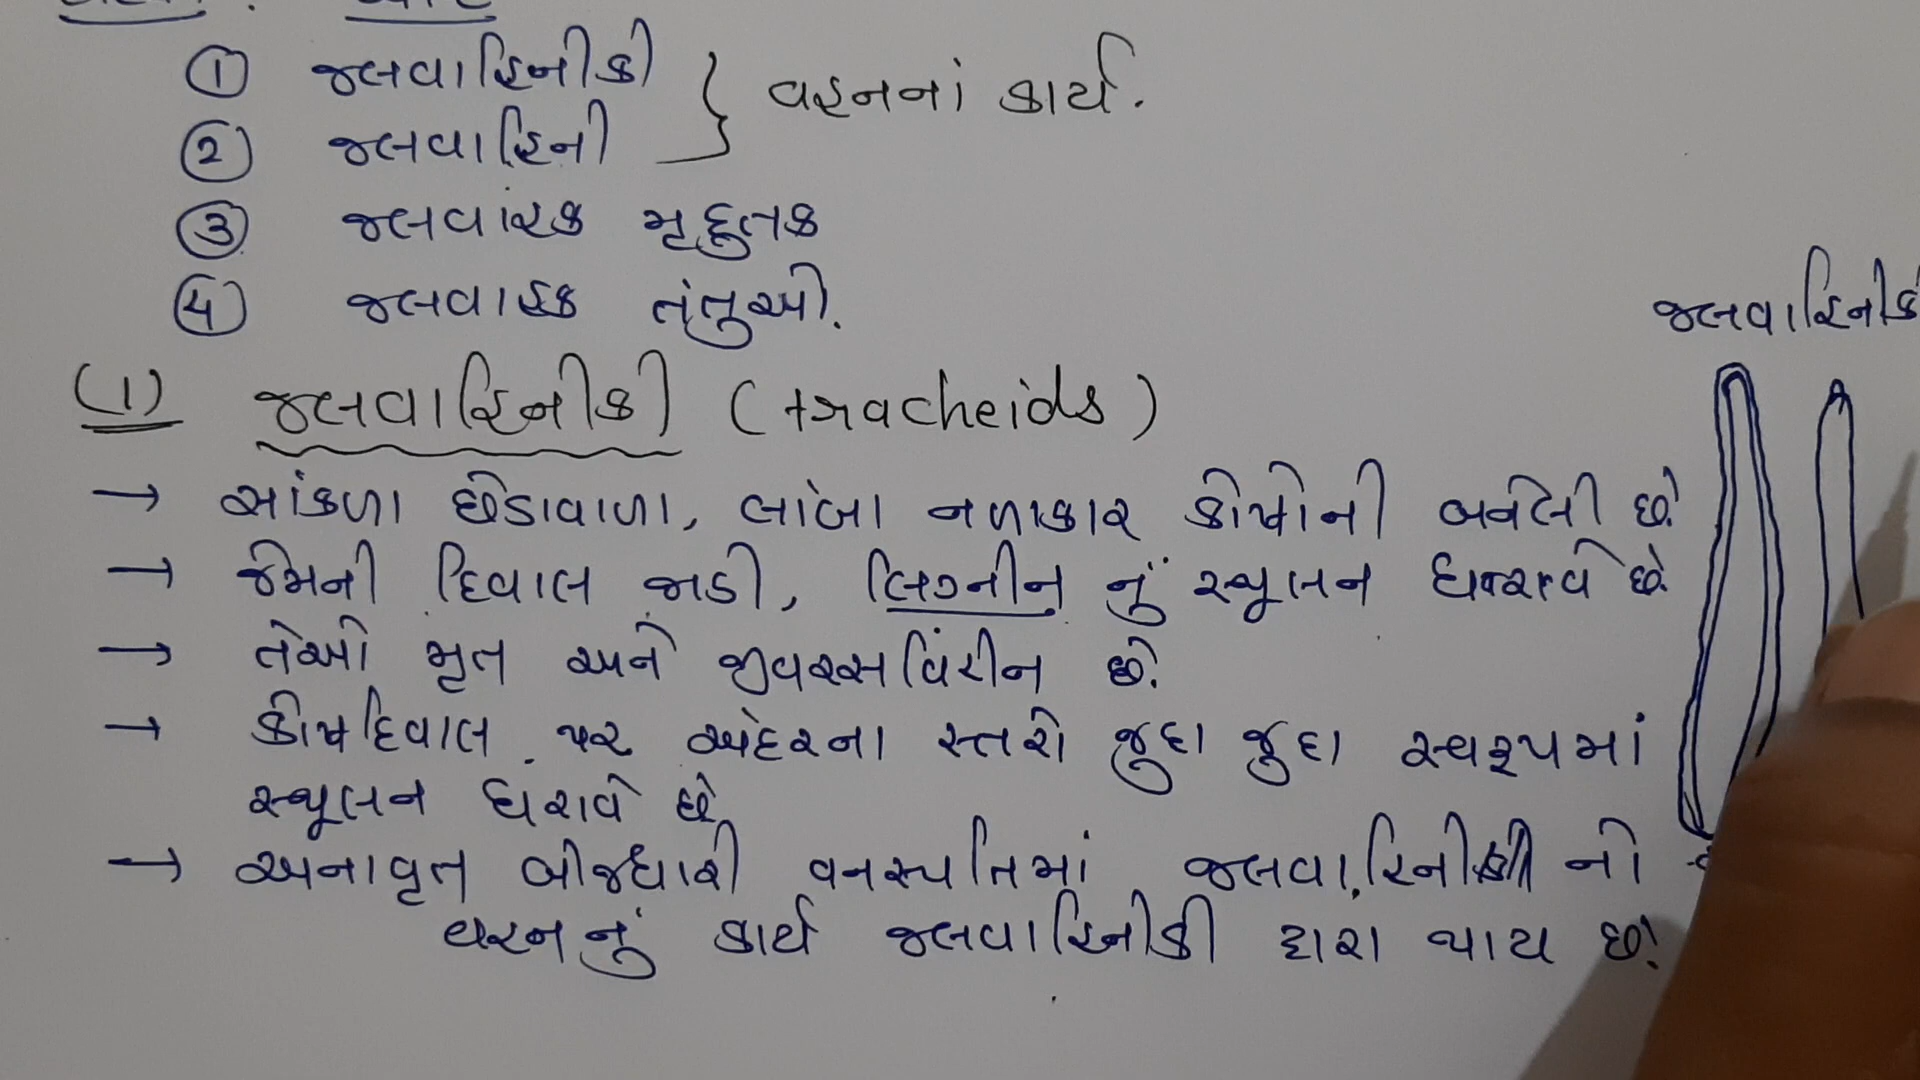 ① જલવાહિનીકી
② જલવાહિની } વહનનાં કાર્ય.
③ જલવાહક મૃદુતક
④ જલવાહક તંતુઓ.
જલવાહિનીકી
(1) જલવાહિનીકી (tracheids)
→ સાંકળા છેડાવાળા, લાંબા નળાકાર કોષોની બનેલી છે.
→ જેમની દિવાલ જાડી, લિગ્નીન નું સ્થૂલન ધરાવે છે.
→ તેઓ મૃત અને જીવરસવિહીન છે.
→ કોષદિવાલ પર અંદરના સ્તરો જુદા જુદા સ્વરૂપમાં
સ્થૂલન ધરાવે છે
→ અનાવૃત બીજધારી વનસ્પતિમાં જલવાહિની નો
વહનનું કાર્ય જલવાહિનીકી દ્વારા થાય છે.